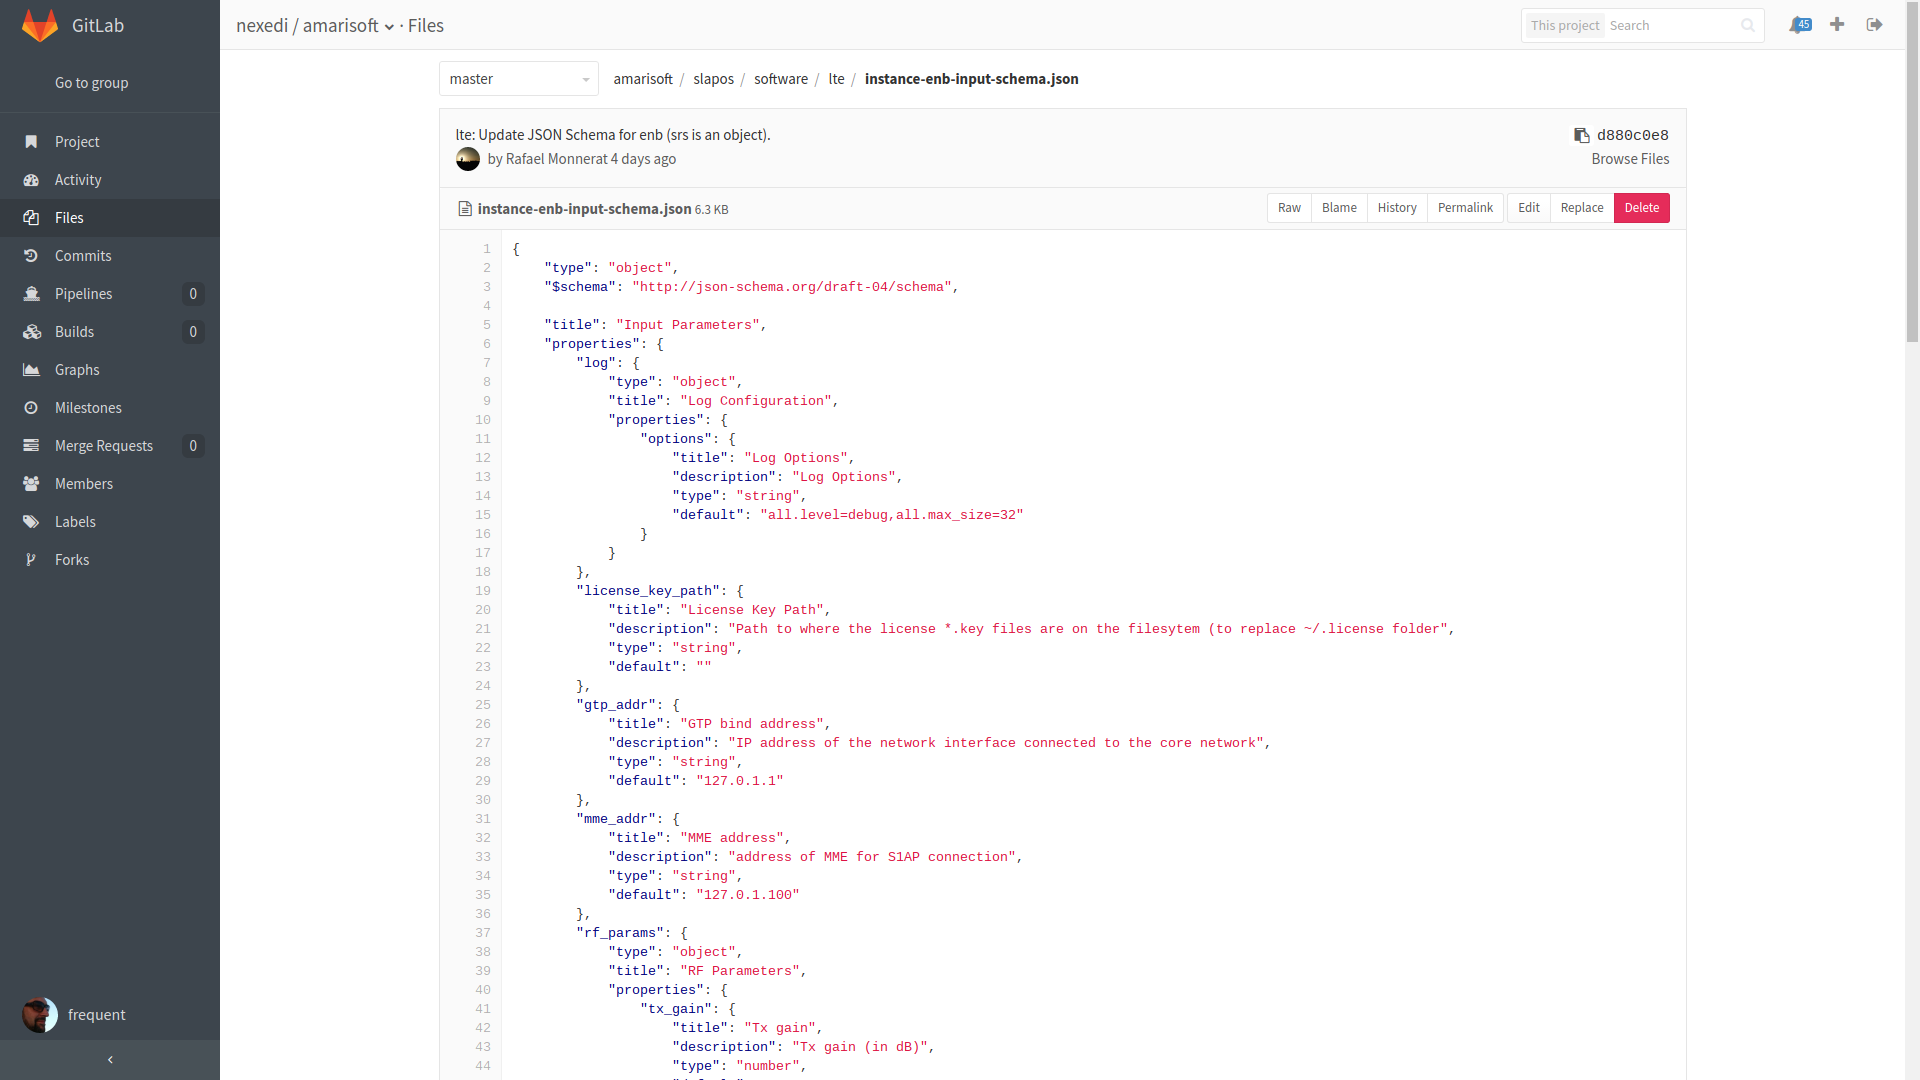 GitLab
nexedi / amarisoft · Files
This project Search
45
Go to group
Project
Activity
Files
Commits
Pipelines 0
Builds 0
Graphs
Milestones
Merge Requests 0
Members
Labels
Forks
frequent
master
amarisoft / slapos / software / lte / instance-enb-input-schema.json
lte: Update JSON Schema for enb (srs is an object).
d880c0e8
by Rafael Monnerat 4 days ago
Browse Files
instance-enb-input-schema.json 6.3 KB
Raw Blame History Permalink Edit Replace Delete
1 {
2 "type": "object",
3 "$schema": "http://json-schema.org/draft-04/schema",
4
5 "title": "Input Parameters",
6 "properties": {
7 "log": {
8 "type": "object",
9 "title": "Log Configuration",
10 "properties": {
11 "options": {
12 "title": "Log Options",
13 "description": "Log Options",
14 "type": "string",
15 "default": "all.level=debug,all.max_size=32"
16 }
17 }
18 },
19 "license_key_path": {
20 "title": "License Key Path",
21 "description": "Path to where the license *.key files are on the filesytem (to replace ~/.license folder",
22 "type": "string",
23 "default": ""
24 },
25 "gtp_addr": {
26 "title": "GTP bind address",
27 "description": "IP address of the network interface connected to the core network",
28 "type": "string",
29 "default": "127.0.1.1"
30 },
31 "mme_addr": {
32 "title": "MME address",
33 "description": "address of MME for S1AP connection",
34 "type": "string",
35 "default": "127.0.1.100"
36 },
37 "rf_params": {
38 "type": "object",
39 "title": "RF Parameters",
40 "properties": {
41 "tx_gain": {
42 "title": "Tx gain",
43 "description": "Tx gain (in dB)",
44 "type": "number",